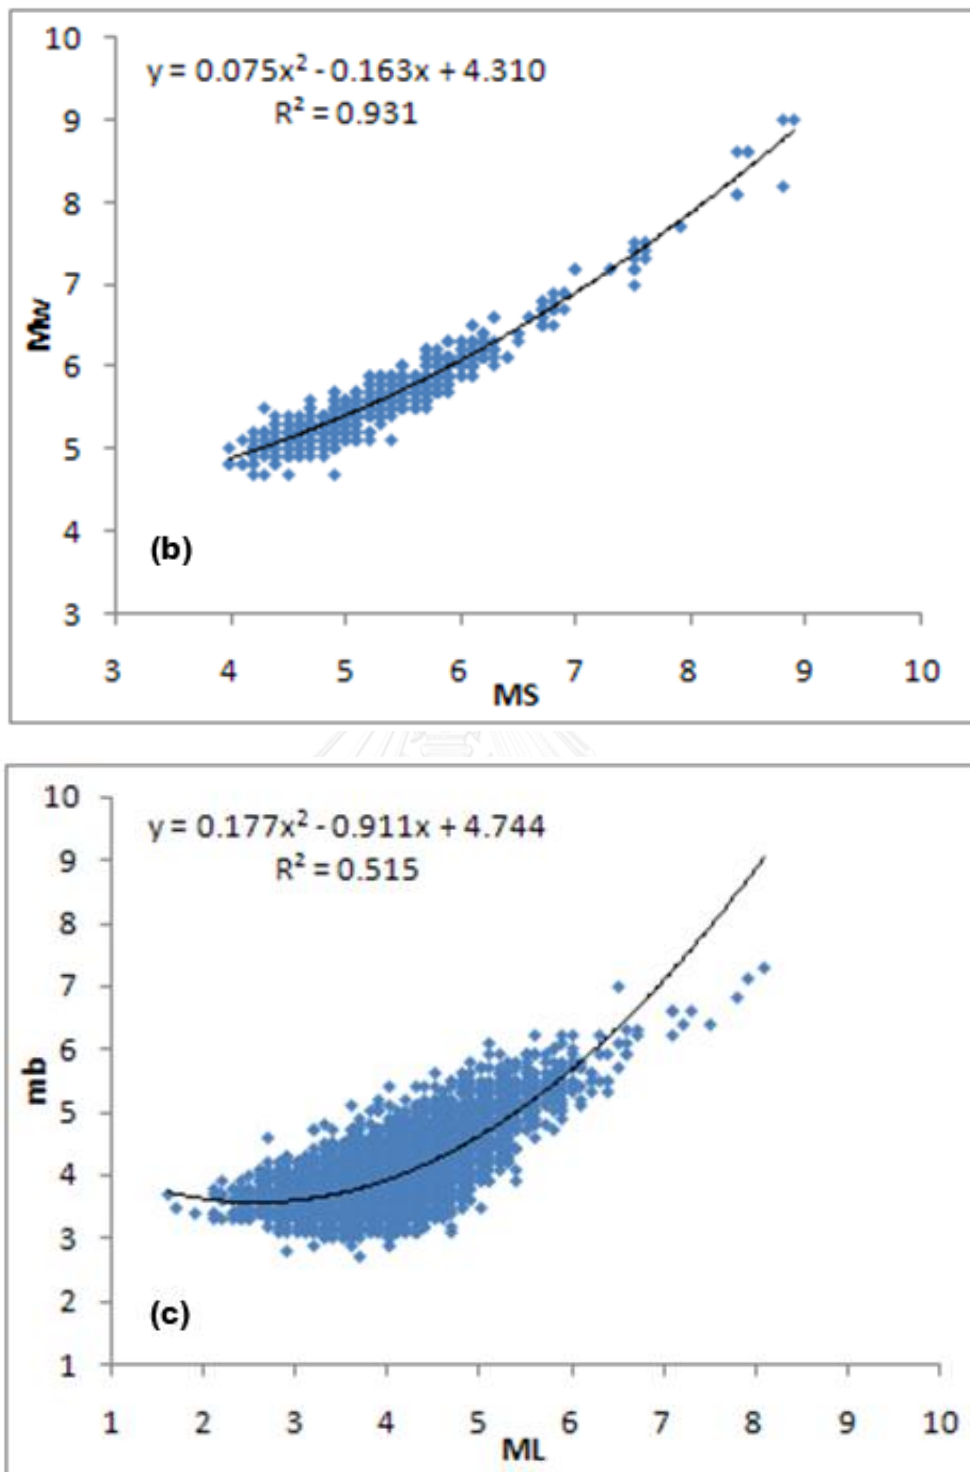 10
y = 0.075x² - 0.163x + 4.310
R² = 0.931
9
8
7
Mw
6
5
4
(b)
3
3 4 5 6 7 8 9 10
MS
10
y = 0.177x² - 0.911x + 4.744
R² = 0.515
9
8
7
6
mb
5
4
3
2
(c)
1
1 2 3 4 5 6 7 8 9 10
ML